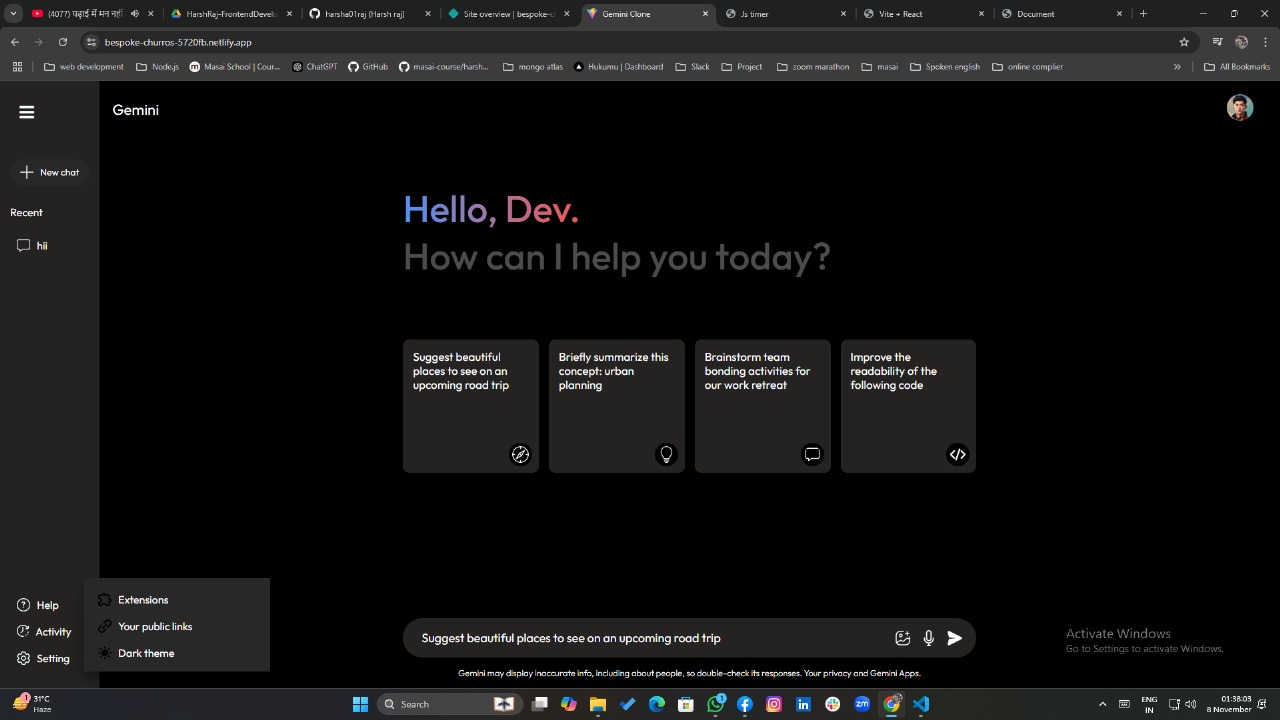 (4077) पढ़ाई में मन नहीं
HarshRaj-FrontendDevelo
harsha01raj (Harsh raj)
Site overview | bespoke-c
Gemini Clone
Js timer
Vite + React
Document
bespoke-churros-5720fb.netlify.app
web development
Node.js
Masai School | Cour...
ChatGPT
GitHub
masai-course/harsh...
mongo atlas
Hukumu | Dashboard
Slack
Project
zoom marathon
masai
Spoken english
online complier
All Bookmarks
Gemini
New chat
Recent
hii
Hello, Dev.
How can I help you today?
Suggest beautiful
places to see on an
upcoming road trip
Briefly summarize this
concept: urban
planning
Brainstorm team
bonding activities for
our work retreat
Improve the
readability of the
following code
Help
Activity
Setting
Extensions
Your public links
Dark theme
Suggest beautiful places to see on an upcoming road trip
Gemini may display inaccurate info, including about people, so double-check its responses. Your privacy and Gemini Apps.
Activate Windows
Go to Settings to activate Windows.
1
31°C
Haze
Search
1
zm
ENG
IN
01:38:03
8 November